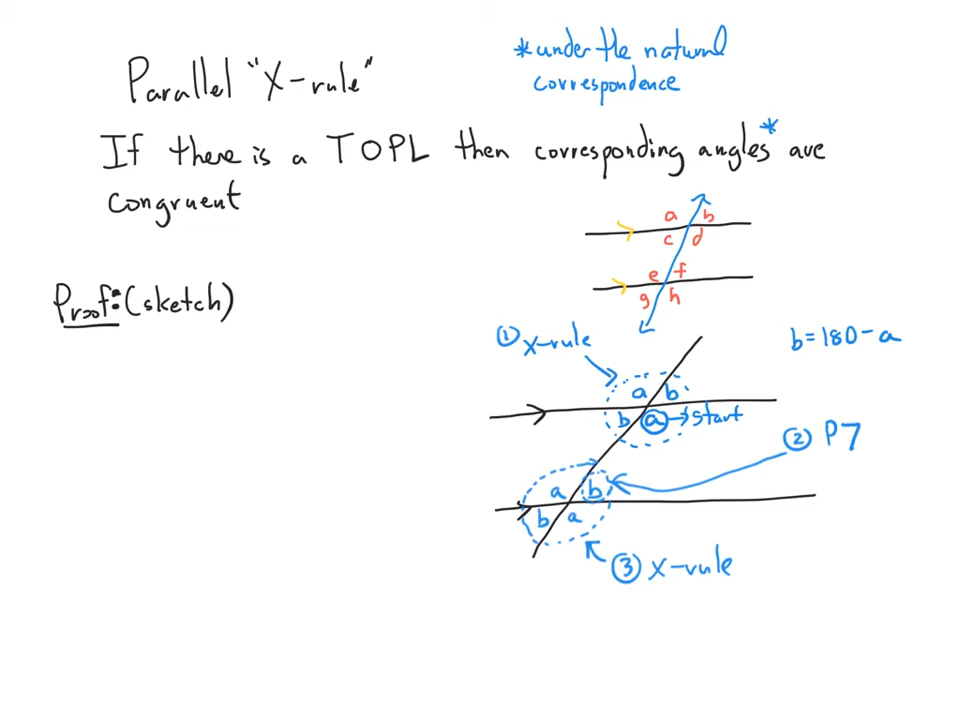 Parallel "X-rule"
*under the natural
correspondence
If there is a TOPL then corresponding angles* are
congruent
a b
c d
e f
g h
Proof: (sketch)
① X-rule
b = 180 - a
a b
b a → start
② P7
a b
b a
③ X-rule